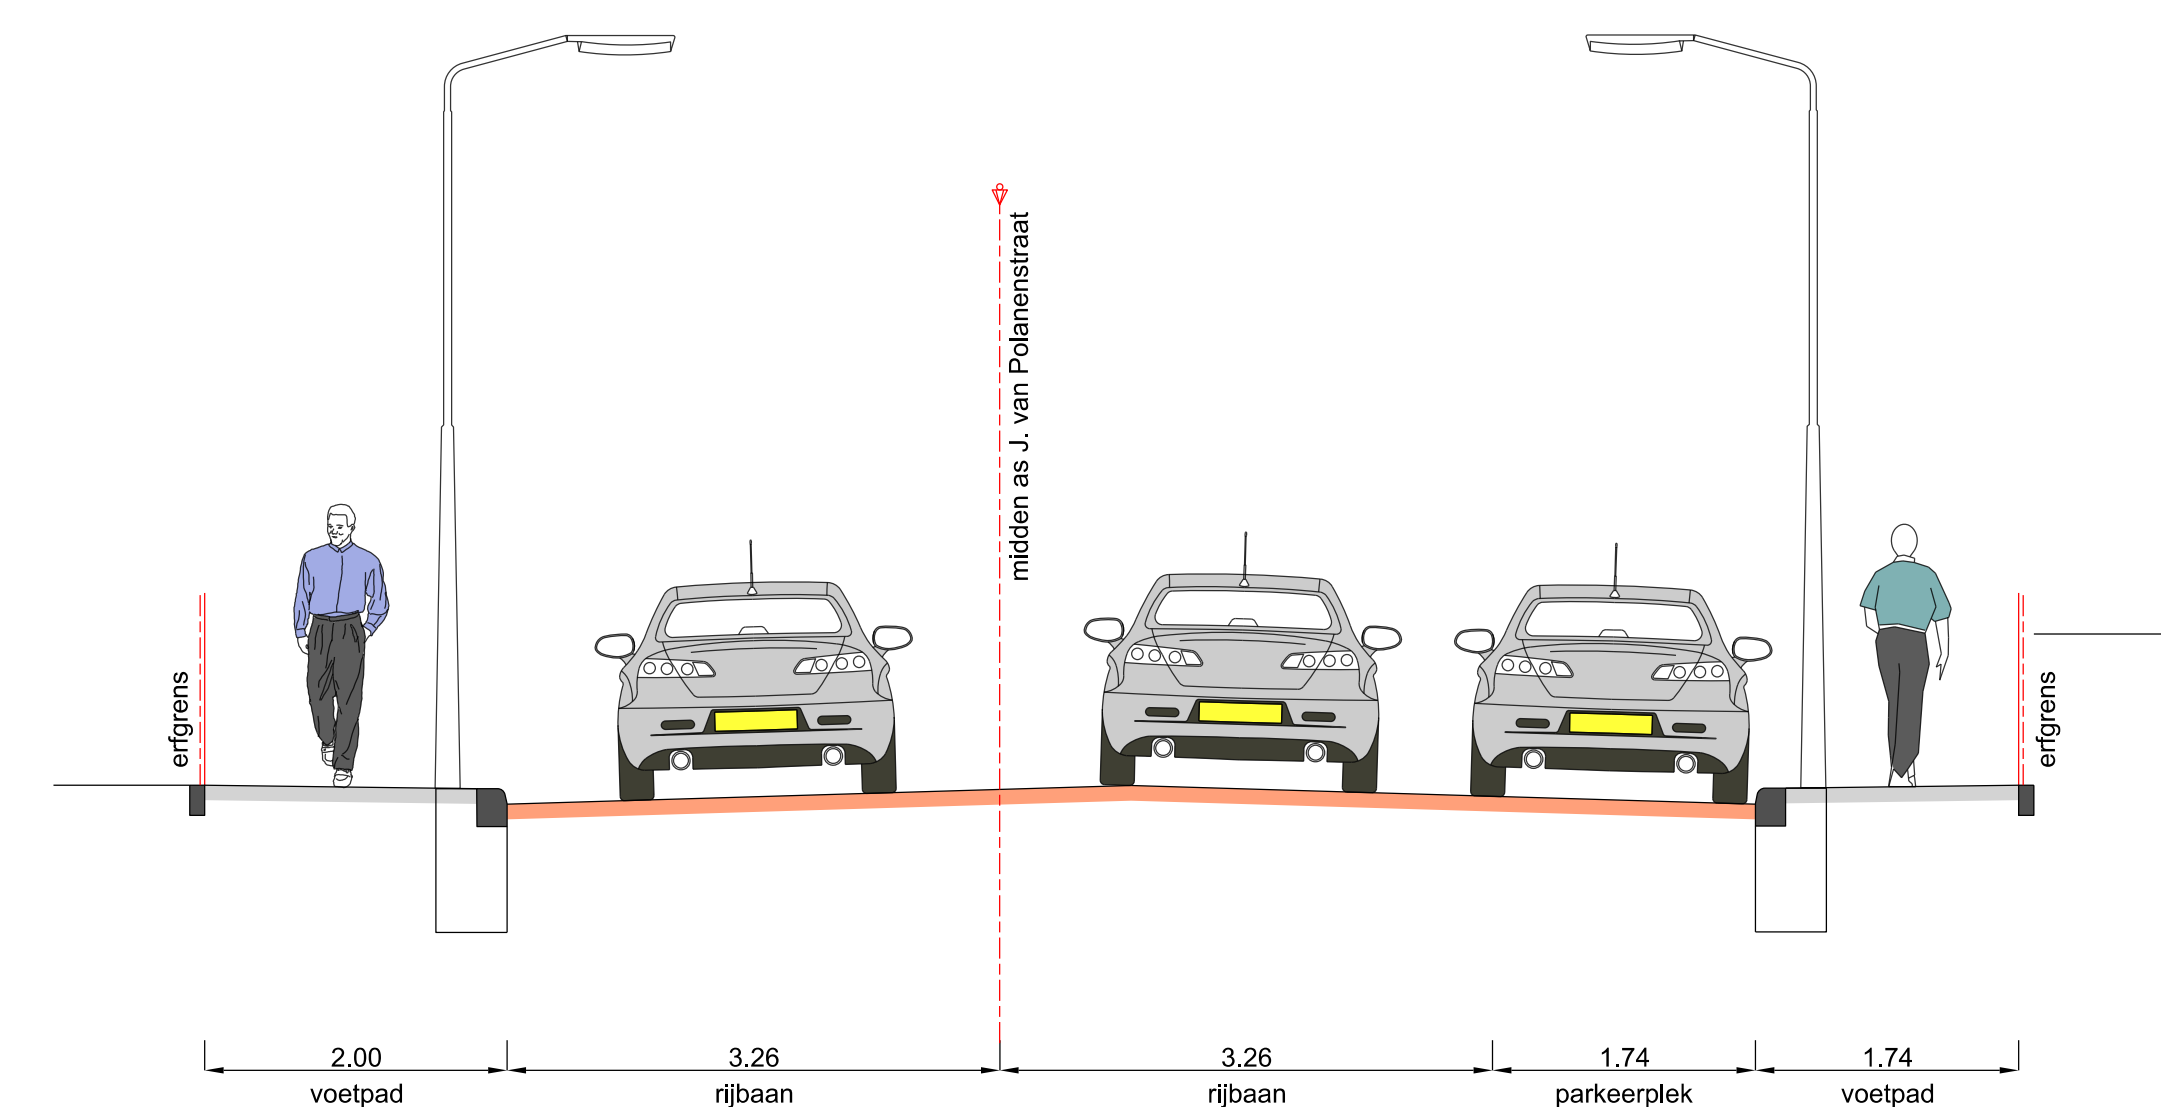 midden as J. van Polanenstraat
erfgrens
erfgrens
2.00
3.26
3.26
1.74
1.74
voetpad
rijbaan
rijbaan
parkeerplek
voetpad